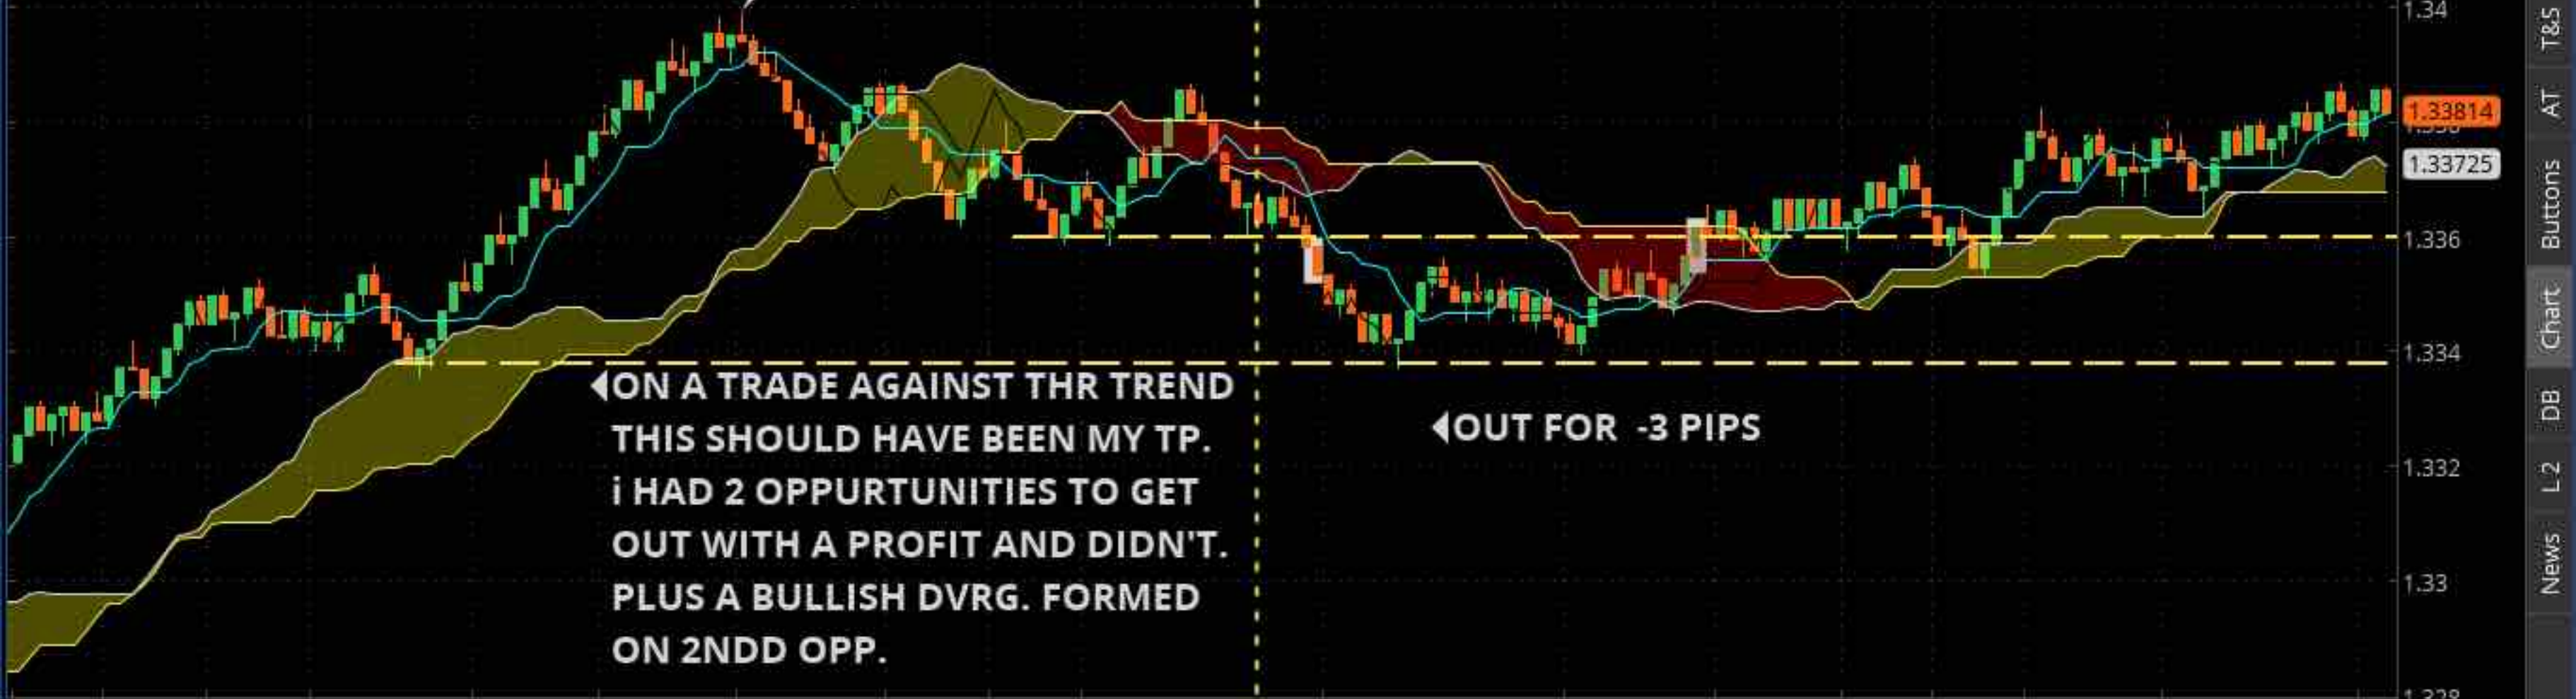 1.34
T&S
1.33814
AT
1.33725
Buttons
1.336
1.334
Chart
◀ON A TRADE AGAINST THR TREND
THIS SHOULD HAVE BEEN MY TP.
i HAD 2 OPPURTUNITIES TO GET
OUT WITH A PROFIT AND DIDN'T.
PLUS A BULLISH DVRG. FORMED
ON 2NDD OPP.
◀OUT FOR -3 PIPS
DB
1.332
L2
1.33
News